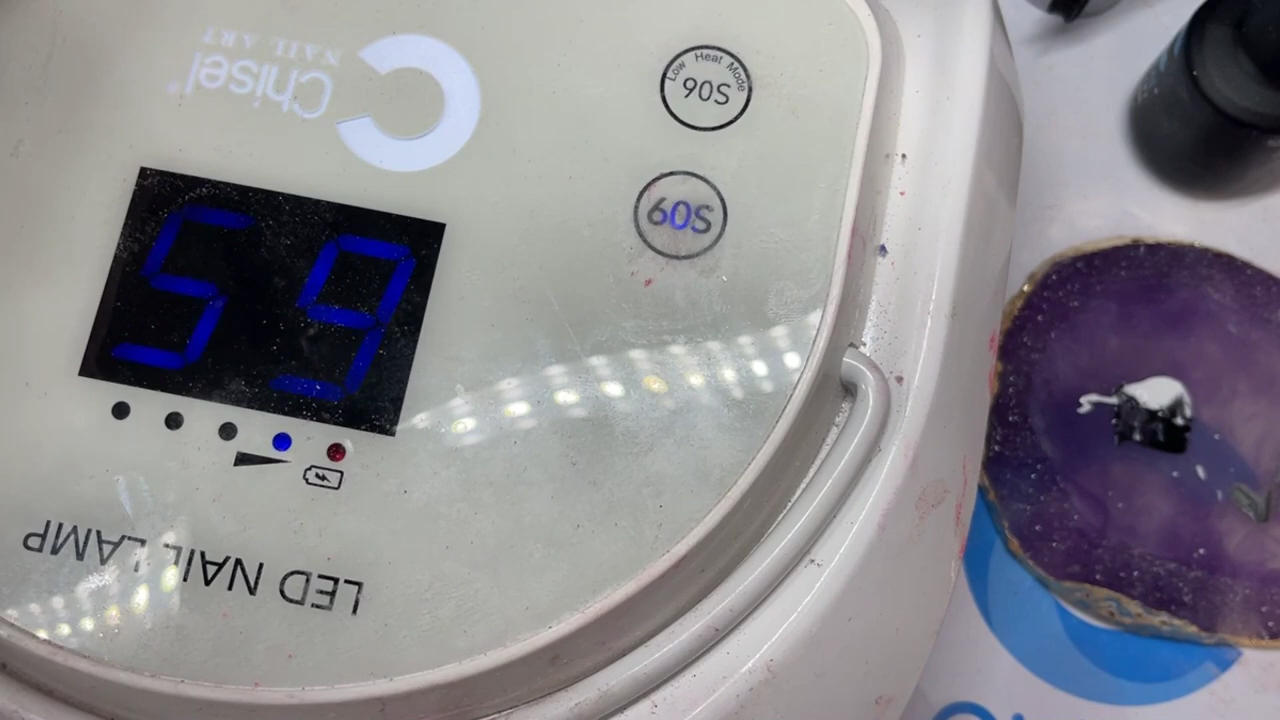 Chisel
NAIL ART
Low Heat Mode
90S
60S
59
LED NAIL LAMP